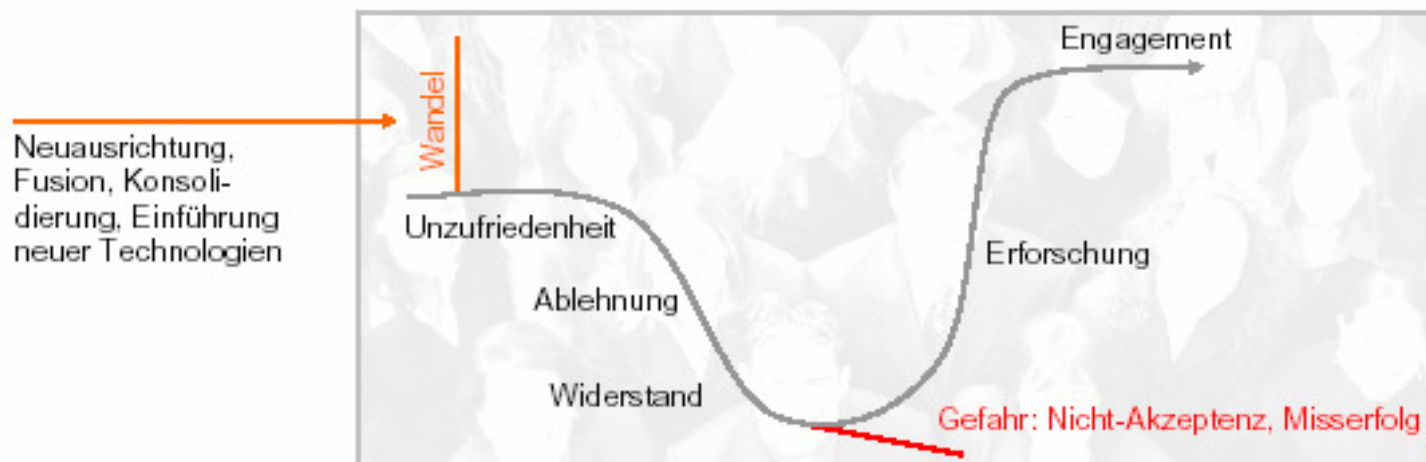 Engagement
Wandel
Neuausrichtung,
Fusion, Konsoli-
dierung, Einführung
neuer Technologien
Unzufriedenheit
Erforschung
Ablehnung
Widerstand
Gefahr: Nicht-Akzeptenz, Misserfolg